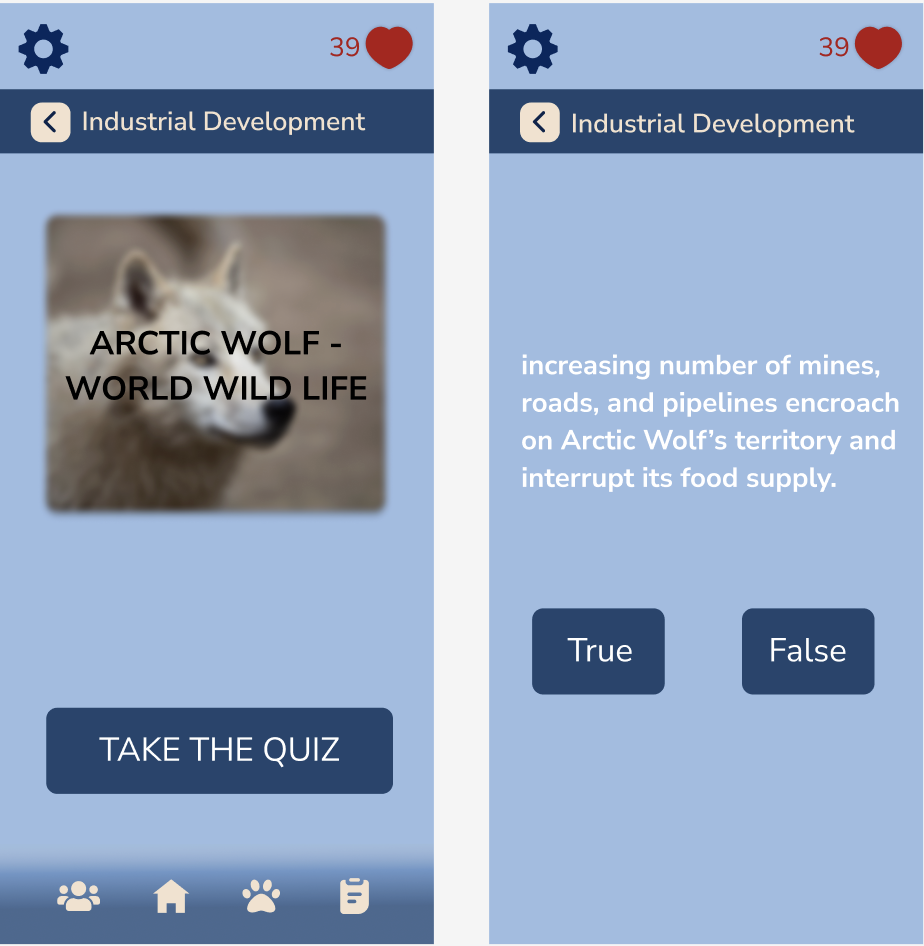 39
Industrial Development
ARCTIC WOLF -
WORLD WILD LIFE
TAKE THE QUIZ
39
Industrial Development
increasing number of mines,
roads, and pipelines encroach
on Arctic Wolf’s territory and
interrupt its food supply.
True
False